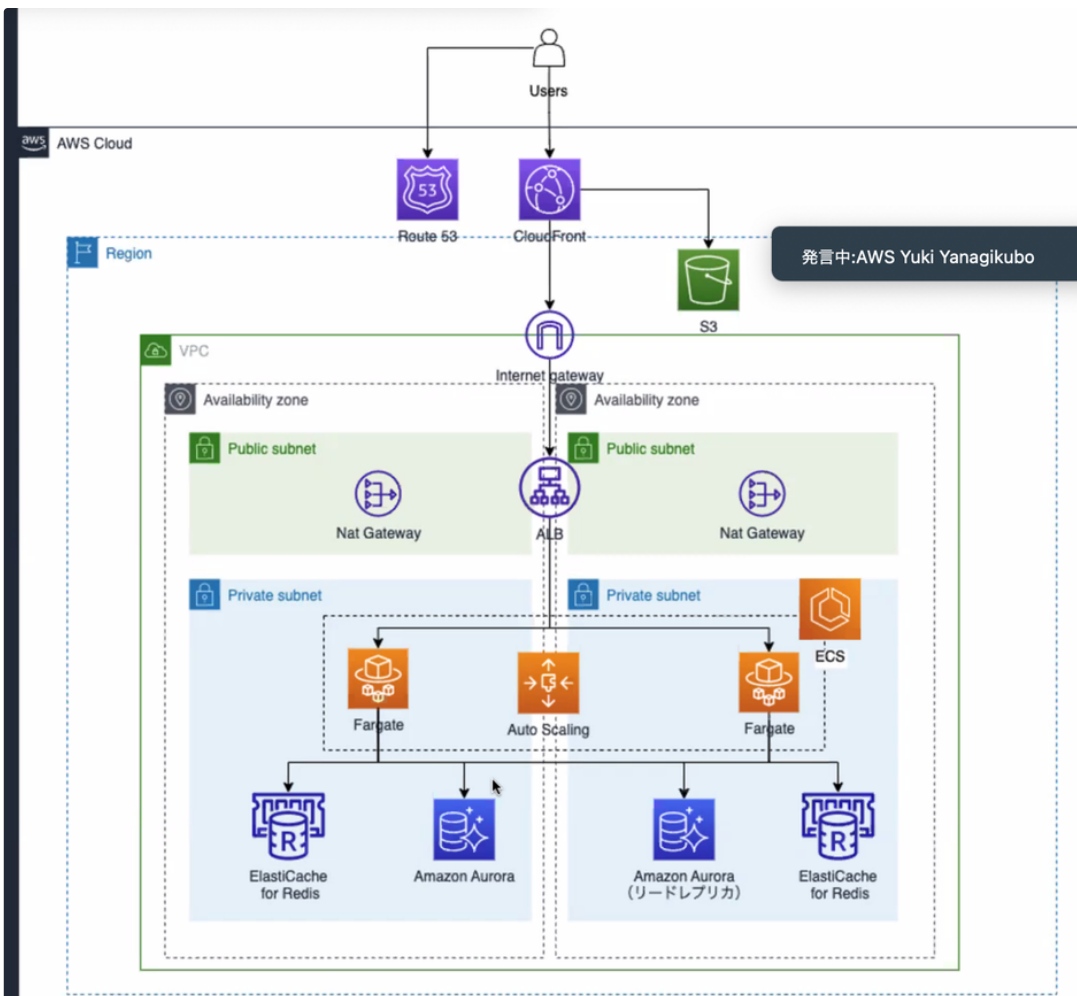 Users
aws
AWS Cloud
53
Route 53
CloudFront
Region
発言中:AWS Yuki Yanagikubo
S3
VPC
Internet gateway
Availability zone
Availability zone
Public subnet
Public subnet
Nat Gateway
ALB
Nat Gateway
Private subnet
Private subnet
ECS
Fargate
Auto Scaling
Fargate
R
R
ElastiCache
for Redis
Amazon Aurora
Amazon Aurora
(リードレプリカ)
ElastiCache
for Redis